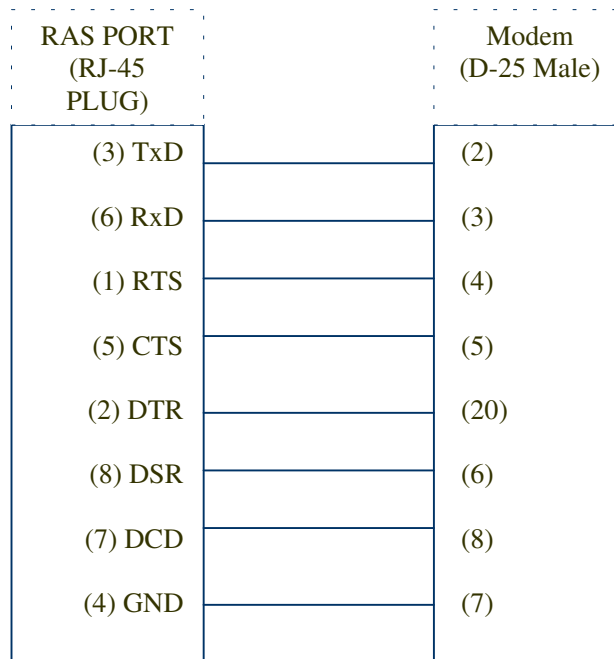 RAS PORT
(RJ-45
PLUG)
Modem
(D-25 Male)
(3) TxD (2)
(6) RxD (3)
(1) RTS (4)
(5) CTS (5)
(2) DTR (20)
(8) DSR (6)
(7) DCD (8)
(4) GND (7)